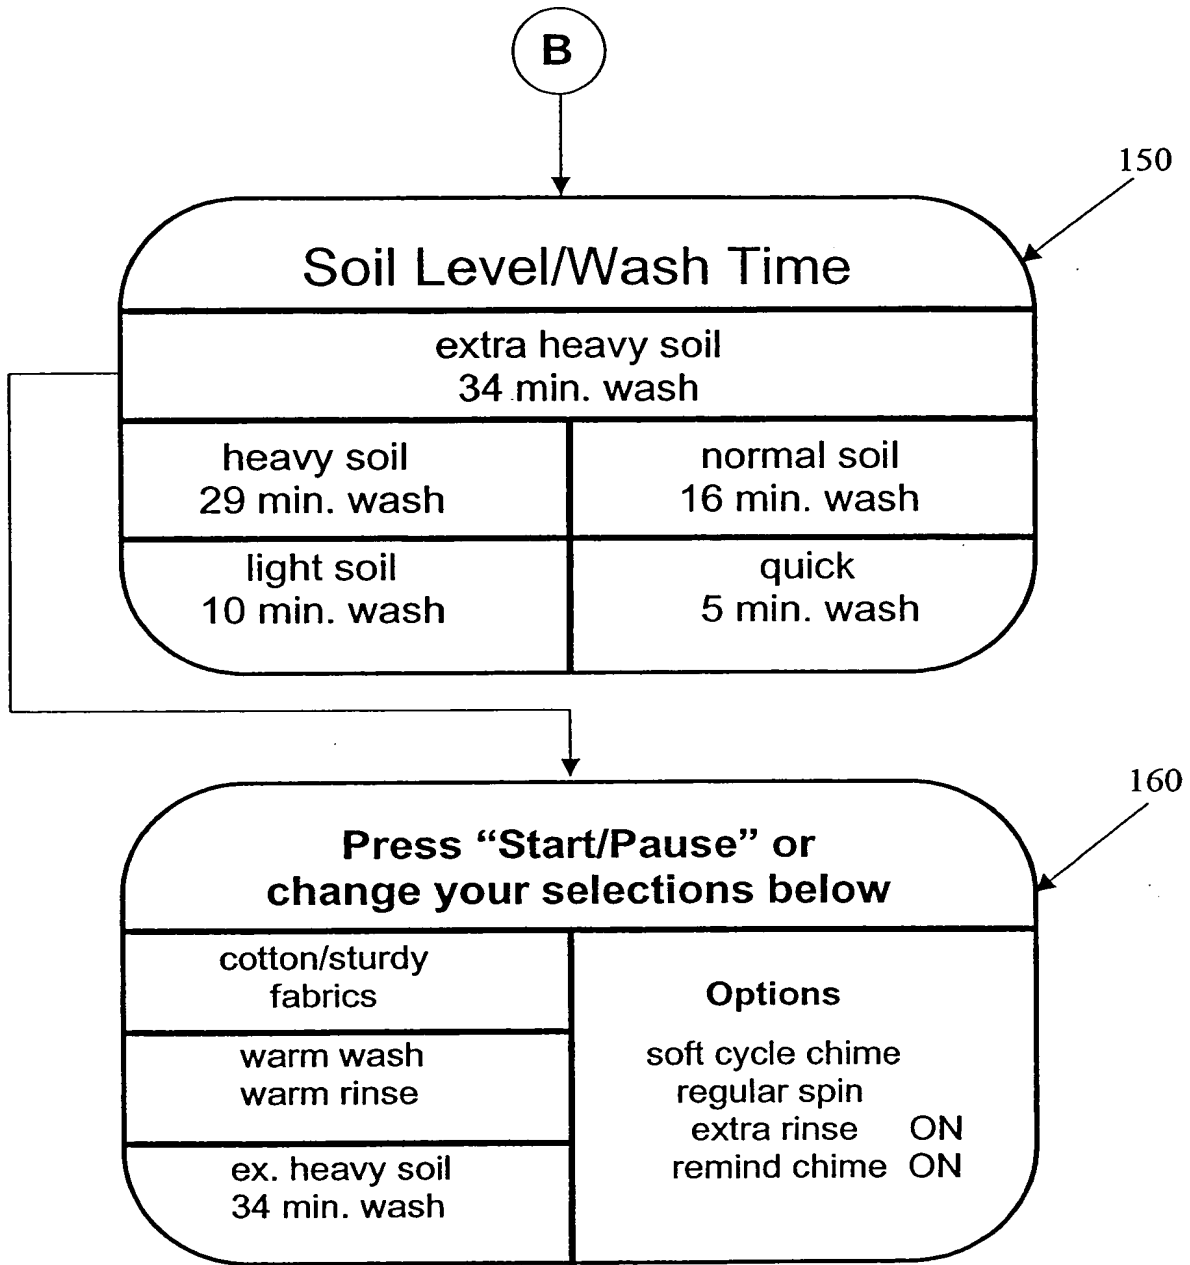 B
150
Soil Level/Wash Time
extra heavy soil
34 min. wash
heavy soil
29 min. wash
normal soil
16 min. wash
light soil
10 min. wash
quick
5 min. wash
160
Press “Start/Pause” or
change your selections below
cotton/sturdy
fabrics
warm wash
warm rinse
ex. heavy soil
34 min. wash
Options
soft cycle chime
regular spin
extra rinse ON
remind chime ON